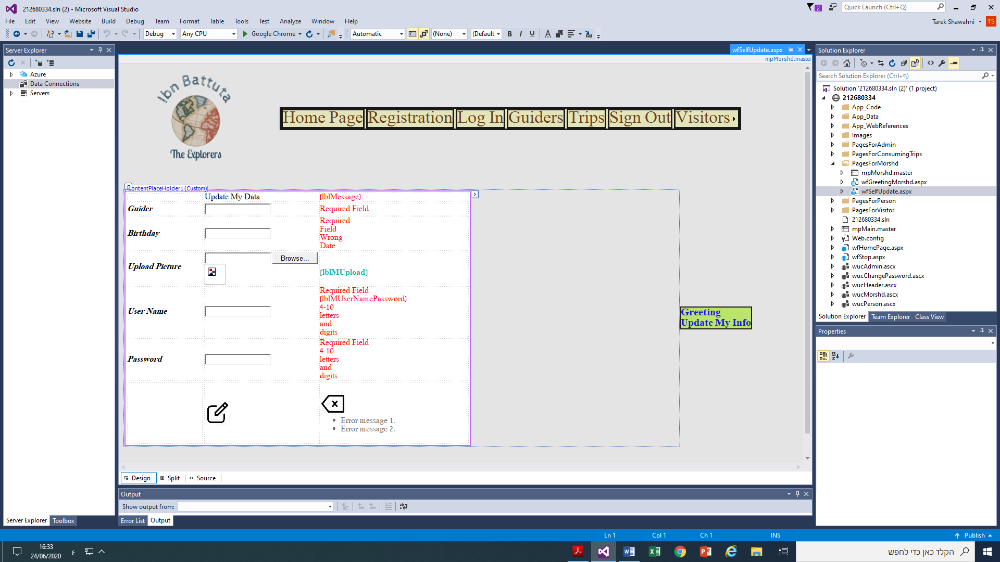 212680334.sln (2) - Microsoft Visual Studio
2
Quick Launch (Ctrl+Q)
File Edit View Website Build Debug Team Format Table Tools Test Analyze Window Help
Tarek Shawahni TS
Debug Any CPU Google Chrome Automatic (None) (Default B I U A
Server Explorer
Azure
Data Connections
Servers
Server Explorer Toolbox
wfSelfUpdate.aspx
mpMorshd.master
Ibn Battuta
The Explorers
Home Page Registration Log In Guiders Trips Sign Out Visitors
p
ContentPlaceHolder1 (Custom)
Update My Data [lblMessage]
Guider Required Field
Birthday
Required
Field
Wrong
Date
Upload Picture
Browse...
[lblMUpload]
User Name
Required Field
[lblMUserNamePassword]
4-10
letters
and
digits
Password
Required Field
4-10
letters
and
digits
Error message 1.
Error message 2.
Greeting
Update My Info
Design Split Source
Output
Show output from:
Error List Output
Solution Explorer
Search Solution Explorer (Ctrl+ף)
Solution '212680334.sln (2)' (1 project)
212680334
App_Code
App_Data
App_WebReferences
Images
PagesForAdmin
PagesForConsumingTrips
PagesForMorshd
mpMorshd.master
wfGreetingMorshd.aspx
wfSelfUpdate.aspx
PagesForPerson
PagesForVisitor
212680334.sln
mpMain.master
Web.config
wfHomePage.aspx
wfStop.aspx
wucAdmin.ascx
wucChangePassword.ascx
wucHeader.ascx
wucMorshd.ascx
wucPerson.ascx
Solution Explorer Team Explorer Class View
Properties
Ln 1 Col 1 Ch 1 INS Publish
16:33
24/06/2020
ع
הקלד כאן כדי לחפש